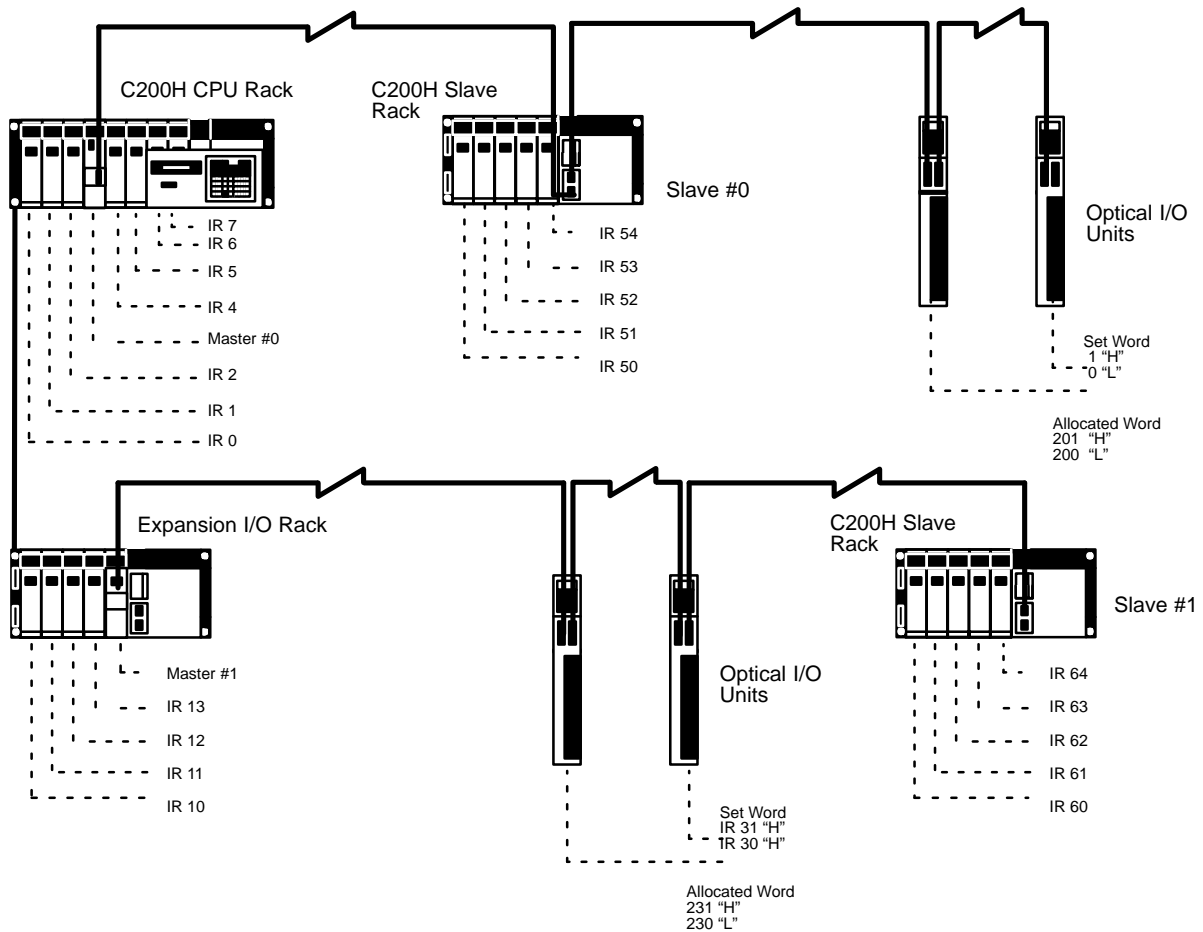 C200H CPU Rack
C200H Slave
Rack
Slave #0
Optical I/O
Units
IR 7
IR 6
IR 5
IR 4
Master #0
IR 2
IR 1
IR 0
IR 54
IR 53
IR 52
IR 51
IR 50
Set Word
1 “H”
0 “L”
Allocated Word
201 “H”
200 “L”
Expansion I/O Rack
C200H Slave
Rack
Slave #1
Master #1
IR 13
IR 12
IR 11
IR 10
Optical I/O
Units
Set Word
IR 31 “H”
IR 30 “H”
Allocated Word
231 “H”
230 “L”
IR 64
IR 63
IR 62
IR 61
IR 60